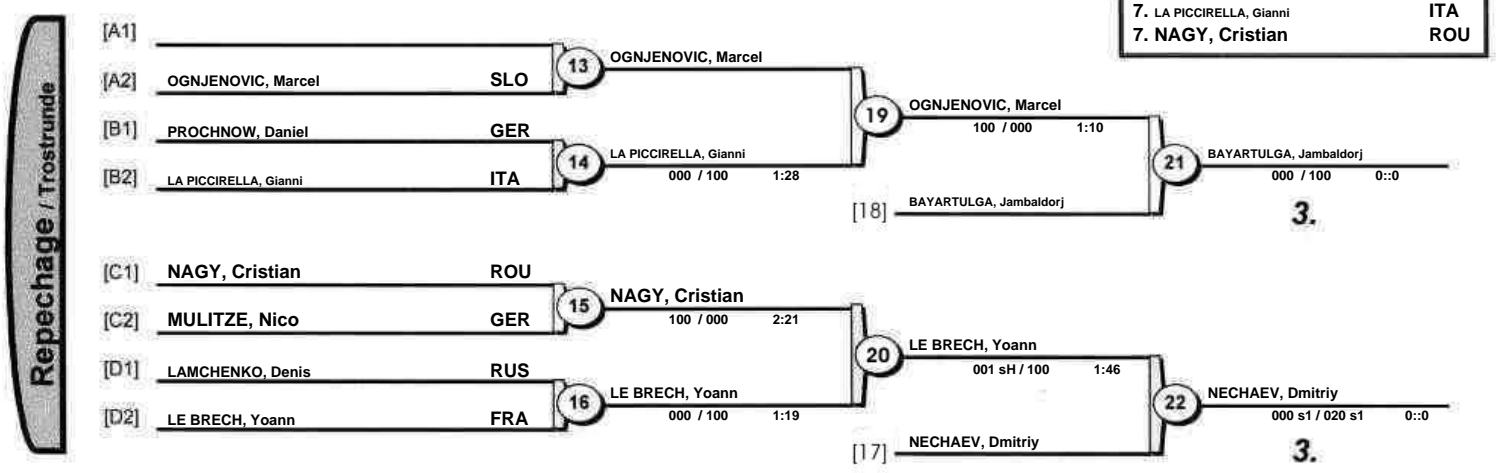 7. LA PICCIRELLA, Gianni ITA
7. NAGY, Cristian ROU
Repechage / Trostrunde
[A1]
[A2] OGNJENOVIC, Marcel SLO
13 OGNJENOVIC, Marcel
[B1] PROCHNOW, Daniel GER
[B2] LA PICCIRELLA, Gianni ITA
14 LA PICCIRELLA, Gianni
000 / 100 1:28
19 OGNJENOVIC, Marcel
100 / 000 1:10
[18] BAYARTULGA, Jambaldorj
21 BAYARTULGA, Jambaldorj
000 / 100 0::0
3.
[C1] NAGY, Cristian ROU
[C2] MULITZE, Nico GER
15 NAGY, Cristian
100 / 000 2:21
[D1] LAMCHENKO, Denis RUS
[D2] LE BRECH, Yoann FRA
16 LE BRECH, Yoann
000 / 100 1:19
20 LE BRECH, Yoann
001 sH / 100 1:46
[17] NECHAEV, Dmitriy
22 NECHAEV, Dmitriy
000 s1 / 020 s1 0::0
3.